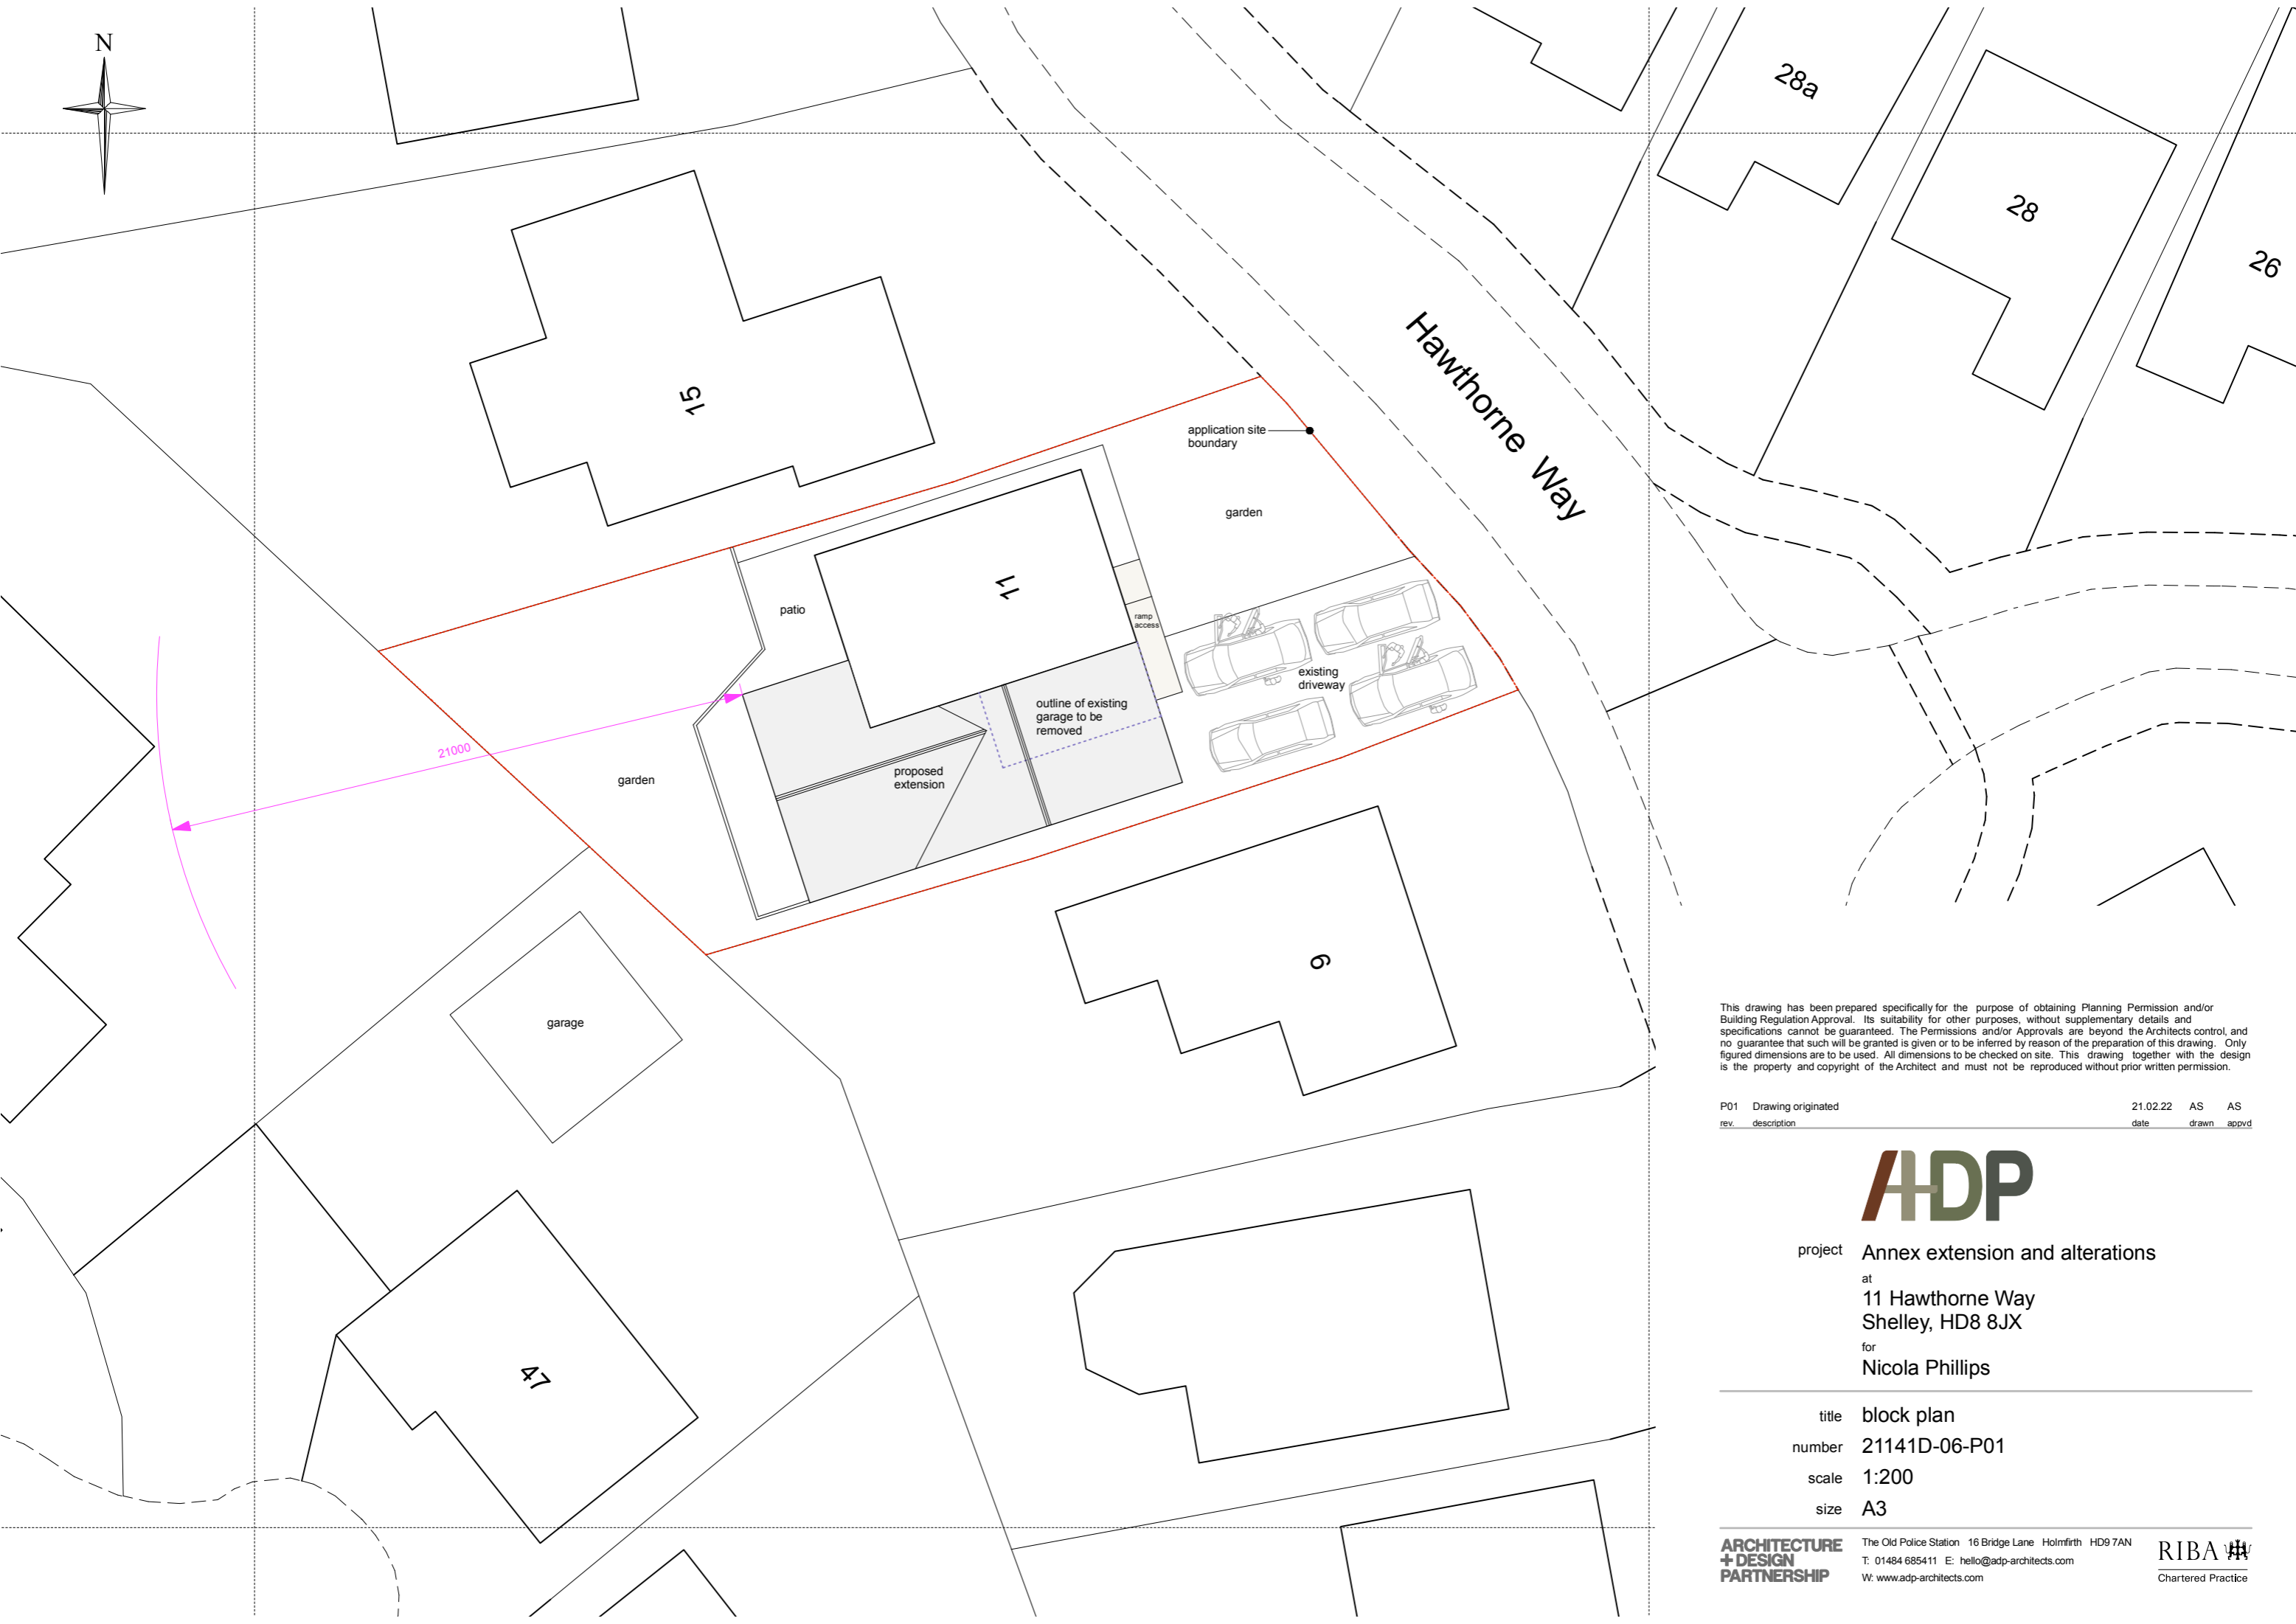 N
28a
28
26
15
Hawthorne Way
application site
boundary
garden
11
patio
ramp
access
existing
driveway
outline of existing
garage to be
removed
21000
garden
proposed
extension
9
garage
47
This drawing has been prepared specifically for the purpose of obtaining Planning Permission and/or
Building Regulation Approval. Its suitability for other purposes, without supplementary details and
specifications cannot be guaranteed. The Permissions and/or Approvals are beyond the Architects control, and
no guarantee that such will be granted is given or to be inferred by reason of the preparation of this drawing. Only
figured dimensions are to be used. All dimensions to be checked on site. This drawing together with the design
is the property and copyright of the Architect and must not be reproduced without prior written permission.
P01 Drawing originated 21.02.22 AS AS
rev. description date drawn appvd
A+DP
project Annex extension and alterations
at
11 Hawthorne Way
Shelley, HD8 8JX
for
Nicola Phillips
title block plan
number 21141D-06-P01
scale 1:200
size A3
ARCHITECTURE
+ DESIGN
PARTNERSHIP
The Old Police Station 16 Bridge Lane Holmfirth HD9 7AN
T: 01484 685411 E: hello@adp-architects.com
W: www.adp-architects.com
RIBA
Chartered Practice